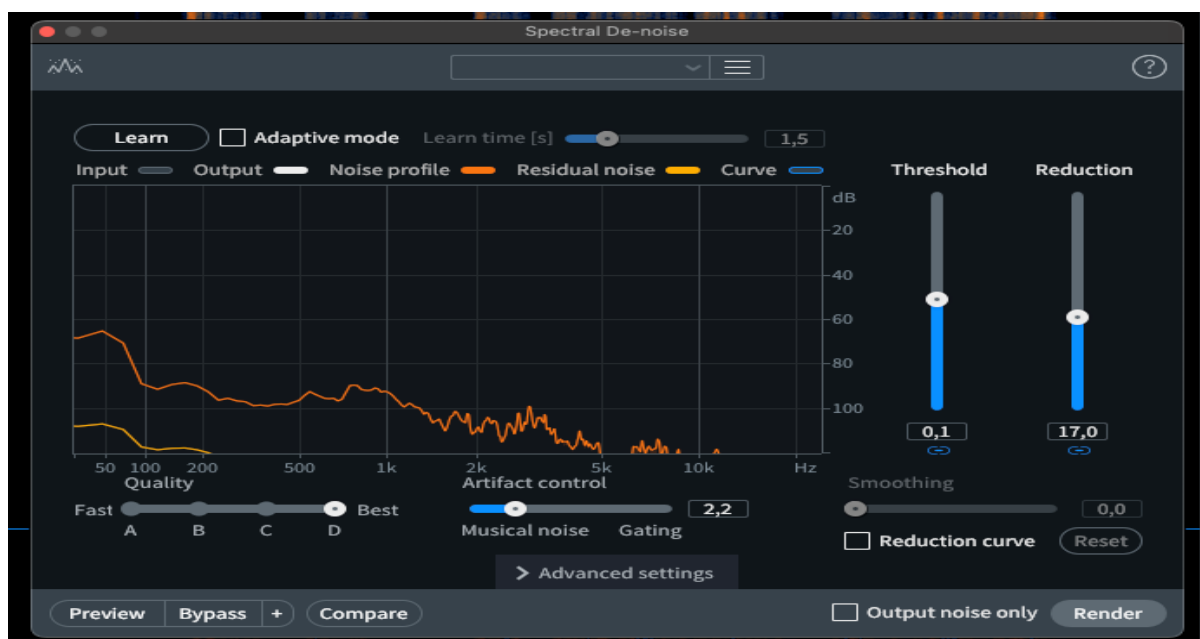 Spectral De-noise
?
Learn Adaptive mode Learn time [s] 1,5
Input Output Noise profile Residual noise Curve Threshold Reduction
dB
-20
-40
-60
-80
-100
0,1 17,0
50 100 200 500 1k 2k 5k 10k Hz
Quality Artifact control Smoothing
Fast Best 2,2 0,0
A B C D Musical noise Gating
Reduction curve Reset
> Advanced settings
Preview Bypass + Compare Output noise only Render